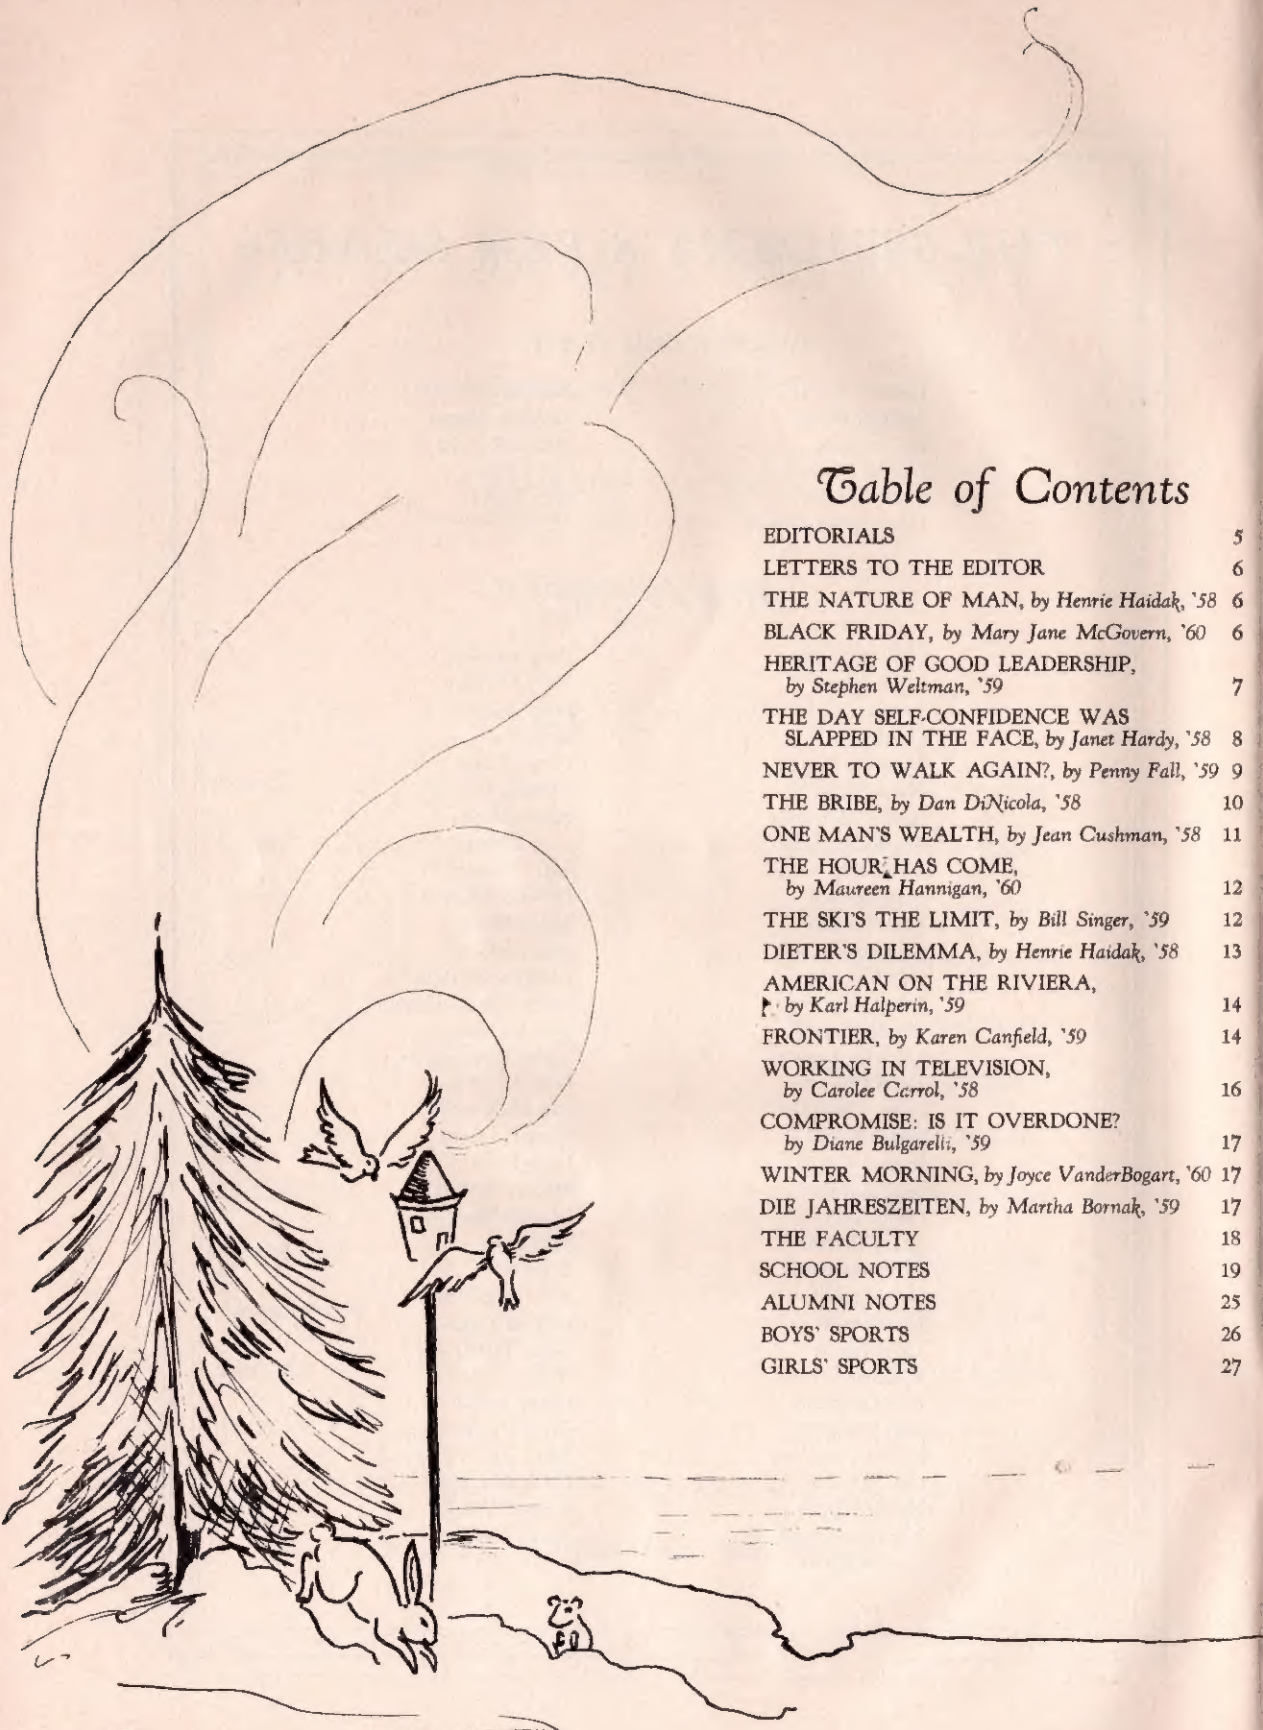 Table of Contents
EDITORIALS 5
LETTERS TO THE EDITOR 6
THE NATURE OF MAN, by Henrie Haidak, '58 6
BLACK FRIDAY, by Mary Jane McGovern, '60 6
HERITAGE OF GOOD LEADERSHIP,
by Stephen Weltman, '59 7
THE DAY SELF-CONFIDENCE WAS
SLAPPED IN THE FACE, by Janet Hardy, '58 8
NEVER TO WALK AGAIN?, by Penny Fall, '59 9
THE BRIBE, by Dan DiNicola, '58 10
ONE MAN'S WEALTH, by Jean Cushman, '58 11
THE HOUR HAS COME,
by Maureen Hannigan, '60 12
THE SKI'S THE LIMIT, by Bill Singer, '59 12
DIETER'S DILEMMA, by Henrie Haidak, '58 13
AMERICAN ON THE RIVIERA,
by Karl Halperin, '59 14
FRONTIER, by Karen Canfield, '59 14
WORKING IN TELEVISION,
by Carolee Carrol, '58 16
COMPROMISE: IS IT OVERDONE?
by Diane Bulgarelli, '59 17
WINTER MORNING, by Joyce VanderBogart, '60 17
DIE JAHRESZEITEN, by Martha Bornak, '59 17
THE FACULTY 18
SCHOOL NOTES 19
ALUMNI NOTES 25
BOYS' SPORTS 26
GIRLS' SPORTS 27